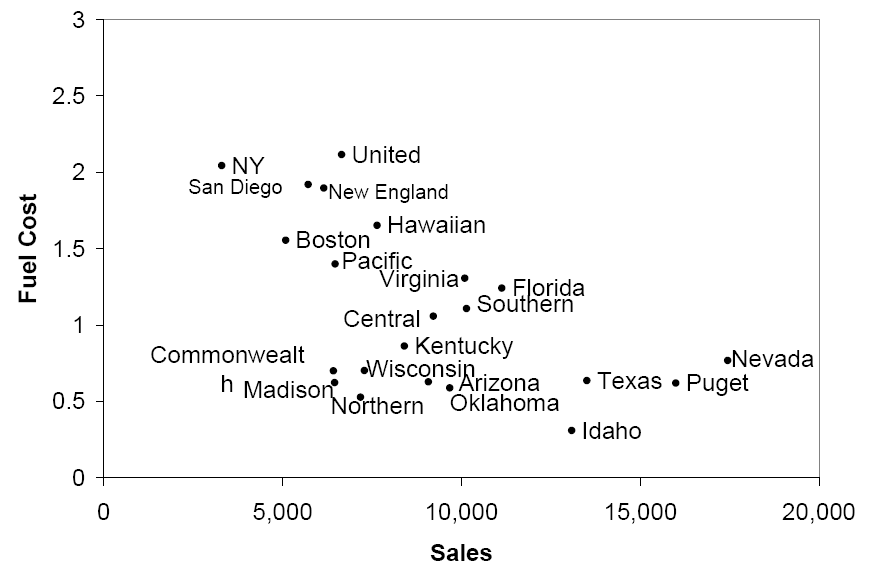 3
2.5
2
1.5
1
0.5
0
Fuel Cost
United
NY
San Diego
New England
Hawaiian
Boston
Pacific
Virginia
Florida
Southern
Central
Kentucky
Commonwealt
h
Wisconsin
Nevada
Madison
Arizona
Texas
Puget
Northern
Oklahoma
Idaho
0 5,000 10,000 15,000 20,000
Sales